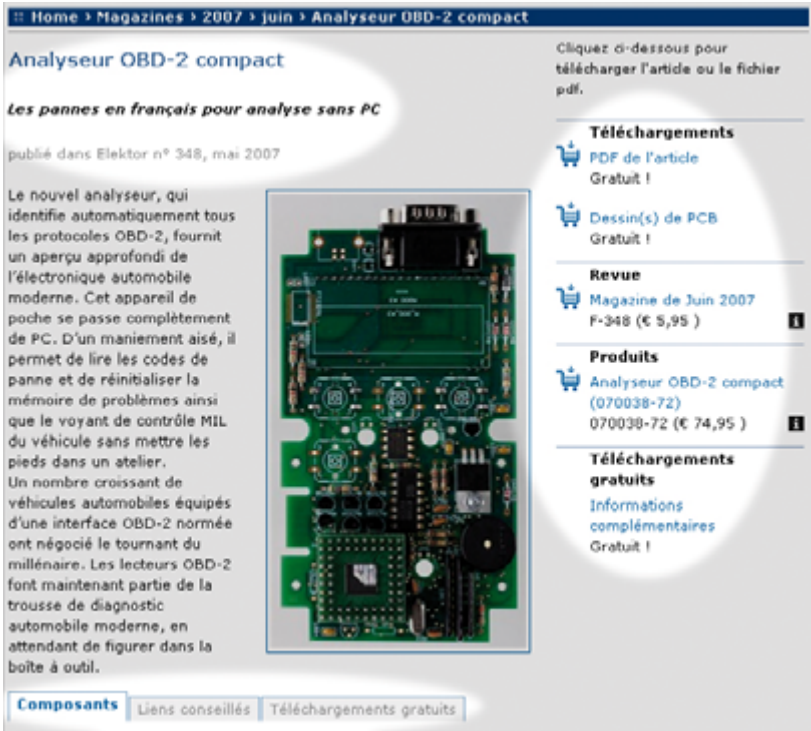 :: Home › Magazines › 2007 › juin › Analyseur OBD-2 compact
Analyseur OBD-2 compact
Les pannes en français pour analyse sans PC
publié dans Elektor n° 348, mai 2007
Le nouvel analyseur, qui
identifie automatiquement tous
les protocoles OBD-2, fournit
un aperçu approfondi de
l'électronique automobile
moderne. Cet appareil de
poche se passe complètement
de PC. D'un maniement aisé, il
permet de lire les codes de
panne et de réinitialiser la
mémoire de problèmes ainsi
que le voyant de contrôle MIL
du véhicule sans mettre les
pieds dans un atelier.
Un nombre croissant de
véhicules automobiles équipés
d'une interface OBD-2 normée
ont négocié le tournant du
millénaire. Les lecteurs OBD-2
font maintenant partie de la
trousse de diagnostic
automobile moderne, en
attendant de figurer dans la
boîte à outil.
Composants
Liens conseillés
Téléchargements gratuits
Cliquez ci-dessous pour
télécharger l'article ou le fichier
pdf.
Téléchargements
PDF de l'article
Gratuit !
Dessin(s) de PCB
Gratuit !
Revue
Magazine de Juin 2007
F-348 (€ 5,95 )
Produits
Analyseur OBD-2 compact
(070038-72)
070038-72 (€ 74,95 )
Téléchargements
gratuits
Informations
complémentaires
Gratuit !